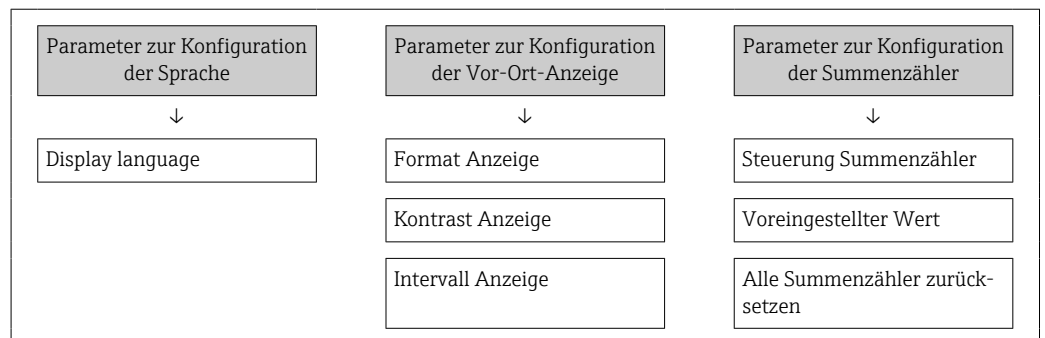 Parameter zur Konfiguration
der Sprache
↓
Display language
Parameter zur Konfiguration
der Vor-Ort-Anzeige
↓
Format Anzeige
Kontrast Anzeige
Intervall Anzeige
Parameter zur Konfiguration
der Summenzähler
↓
Steuerung Summenzähler
Voreingestellter Wert
Alle Summenzähler zurück-
setzen